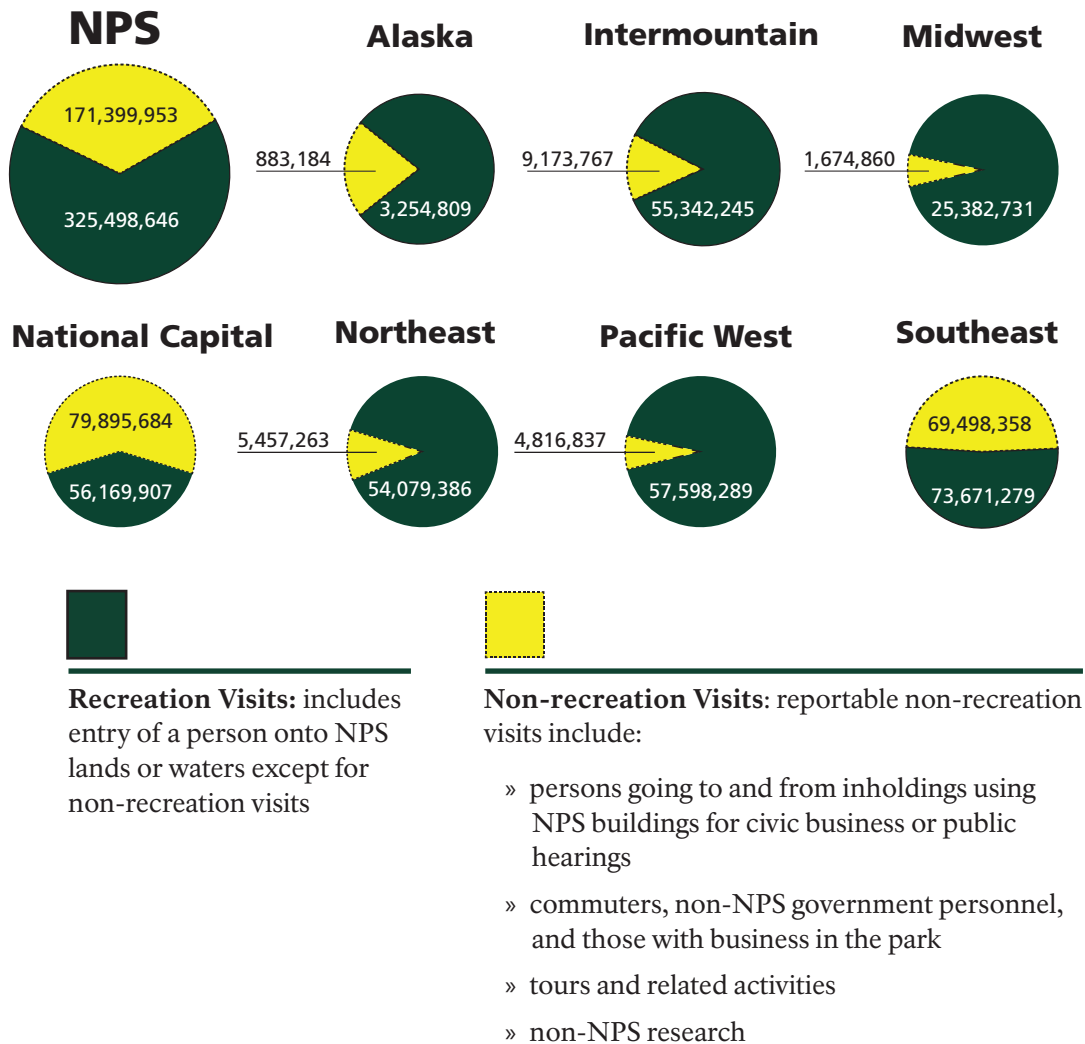 NPS
171,399,953
325,498,646
Alaska
883,184
3,254,809
Intermountain
9,173,767
55,342,245
Midwest
1,674,860
25,382,731
National Capital
79,895,684
56,169,907
Northeast
5,457,263
54,079,386
Pacific West
4,816,837
57,598,289
Southeast
69,498,358
73,671,279
Recreation Visits: includes
entry of a person onto NPS
lands or waters except for
non-recreation visits
Non-recreation Visits: reportable non-recreation
visits include:
» persons going to and from inholdings using
NPS buildings for civic business or public
hearings
» commuters, non-NPS government personnel,
and those with business in the park
» tours and related activities
» non-NPS research